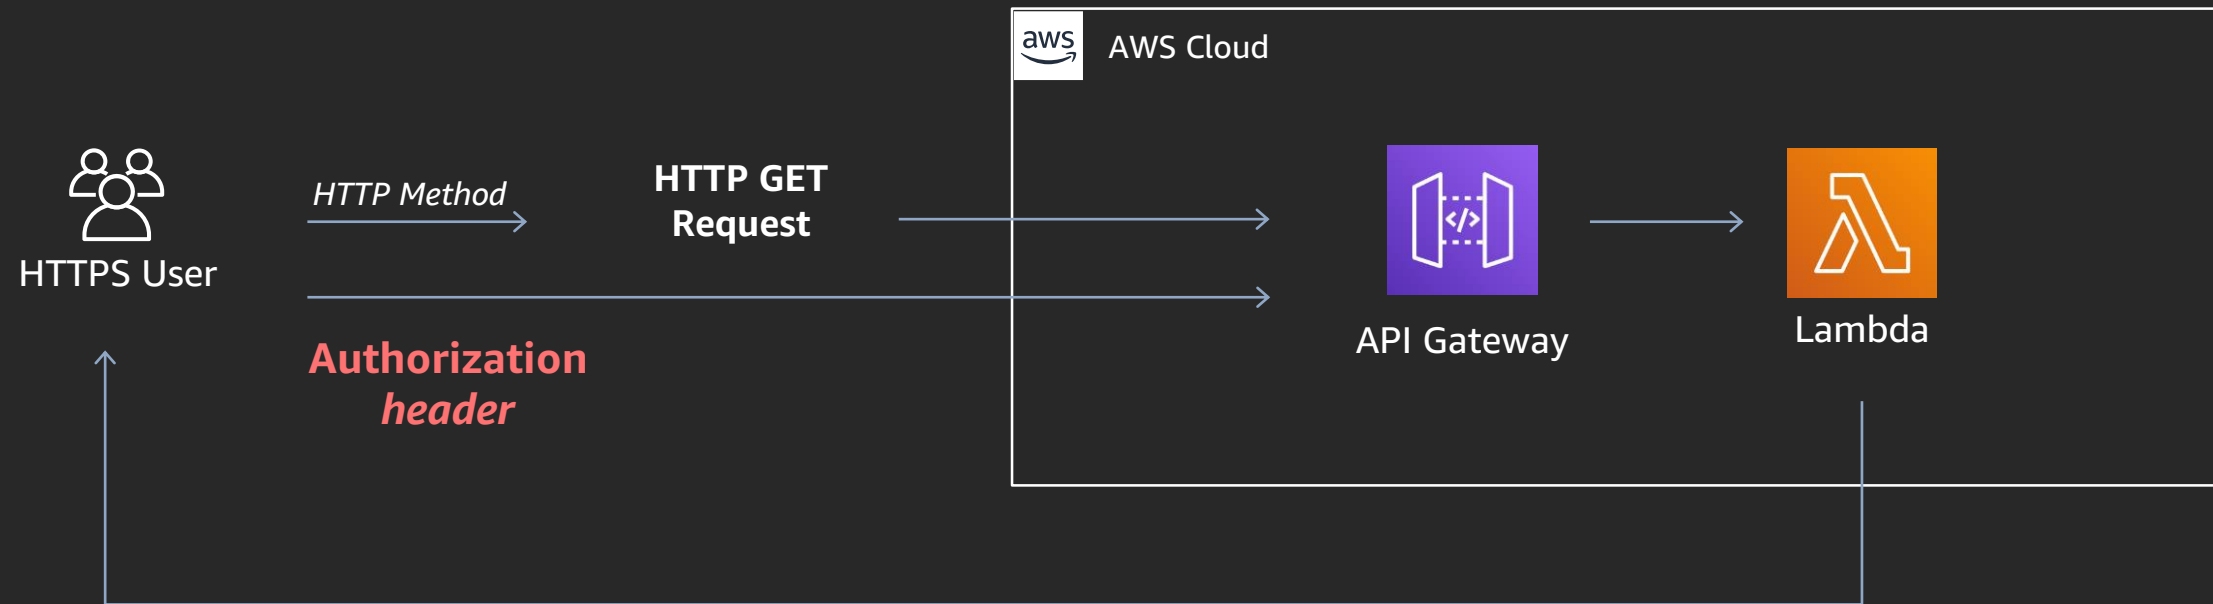 aws
AWS Cloud
HTTP Method
HTTP GET
Request
</>
HTTPS User
API Gateway
Lambda
Authorization
header